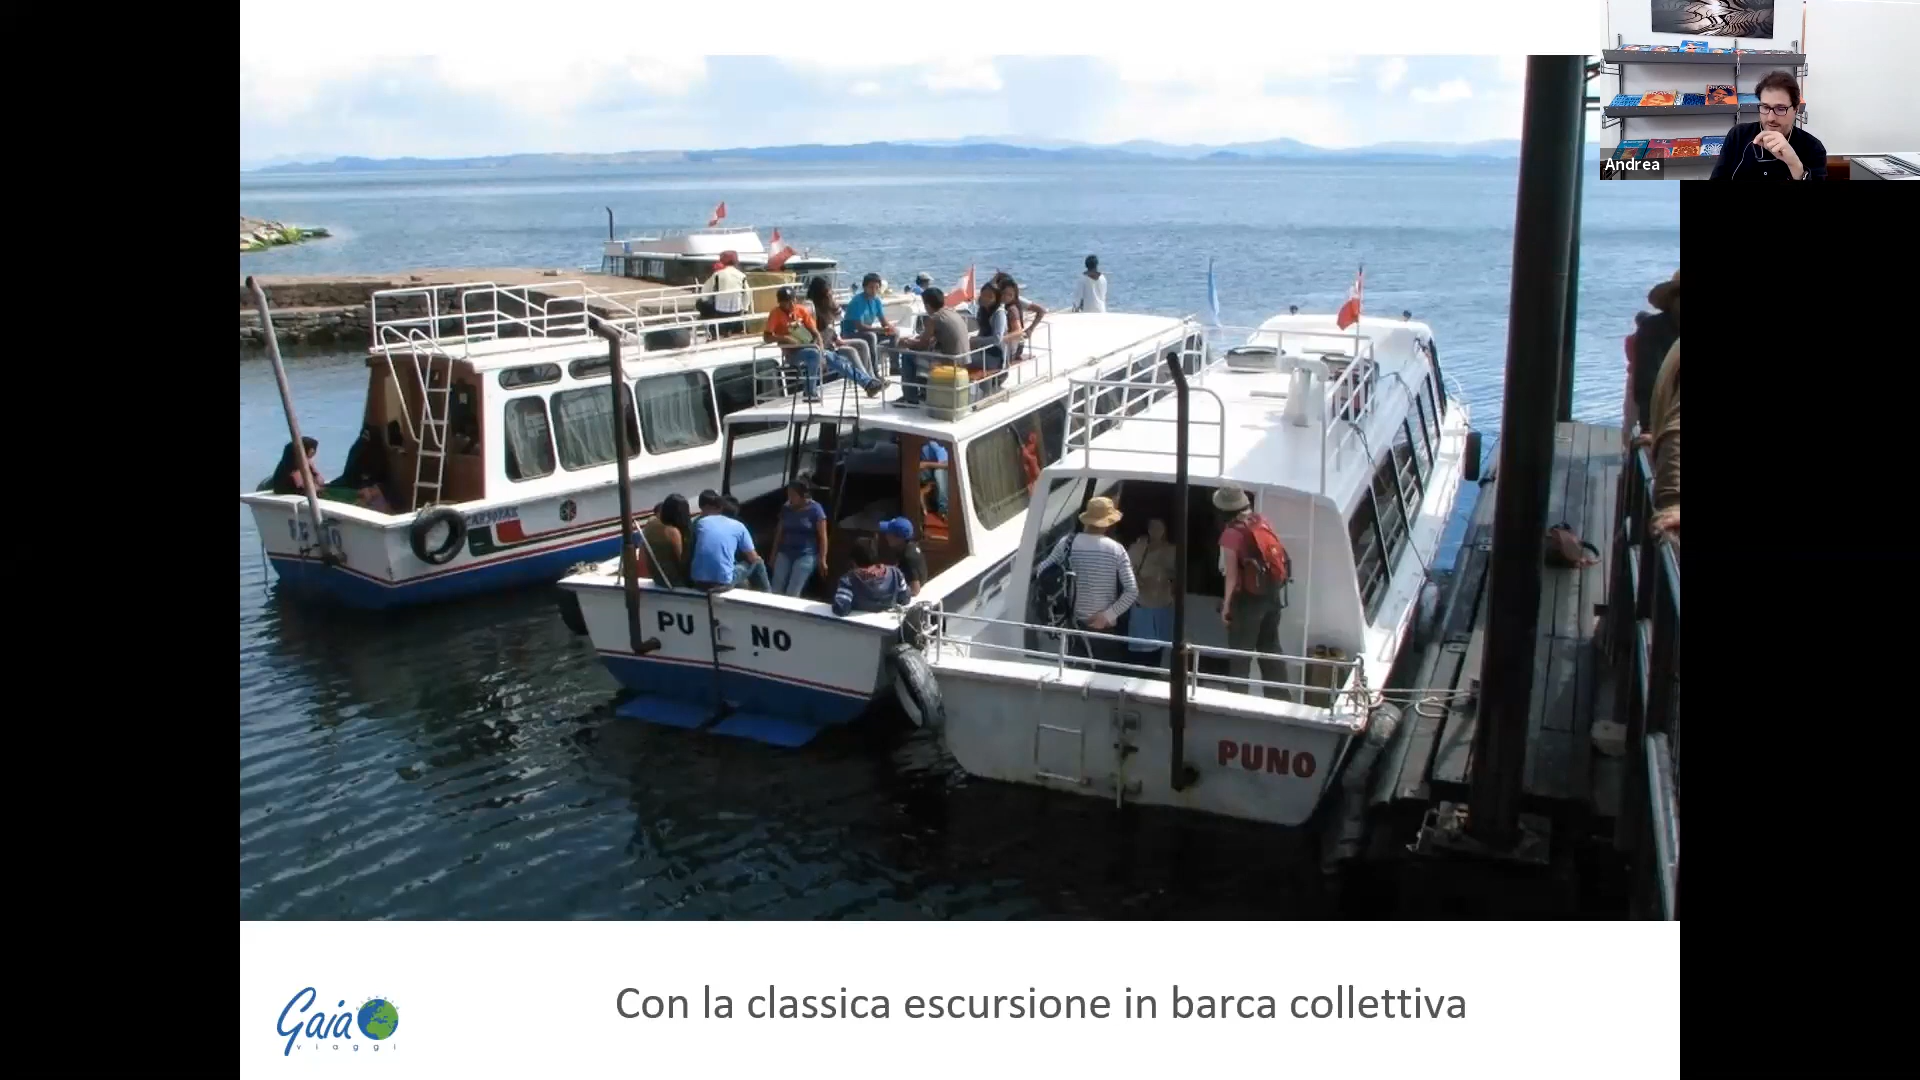 Andrea
PU NO
PUNO
Con la classica escursione in barca collettiva
Gaia
viaggi